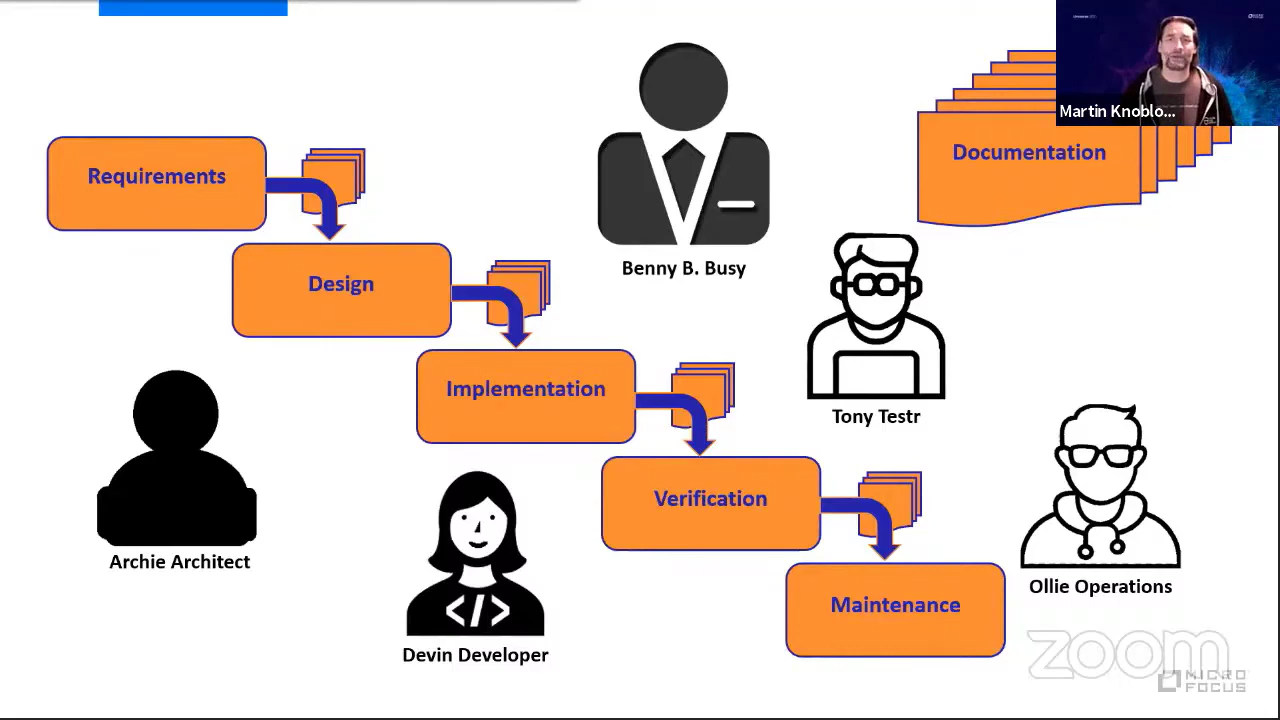 Martin Knoblo...
Documentation
Requirements
Benny B. Busy
Design
Implementation
Tony Testr
Verification
Archie Architect
</>
Ollie Operations
Maintenance
Devin Developer
zoom
MICRO
FOCUS